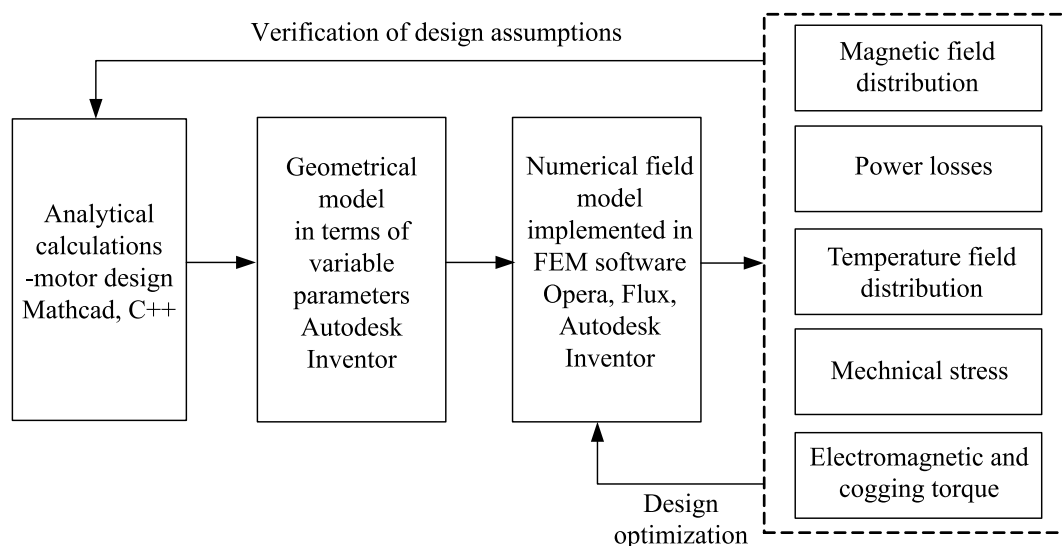 Verification of design assumptions
Analytical
calculations
-motor design
Mathcad, C++
Geometrical
model
in terms of
variable
parameters
Autodesk
Inventor
Numerical field
model
implemented in
FEM software
Opera, Flux,
Autodesk
Inventor
Magnetic field
distribution
Power losses
Temperature field
distribution
Mechnical stress
Electromagnetic and
cogging torque
Design
optimization